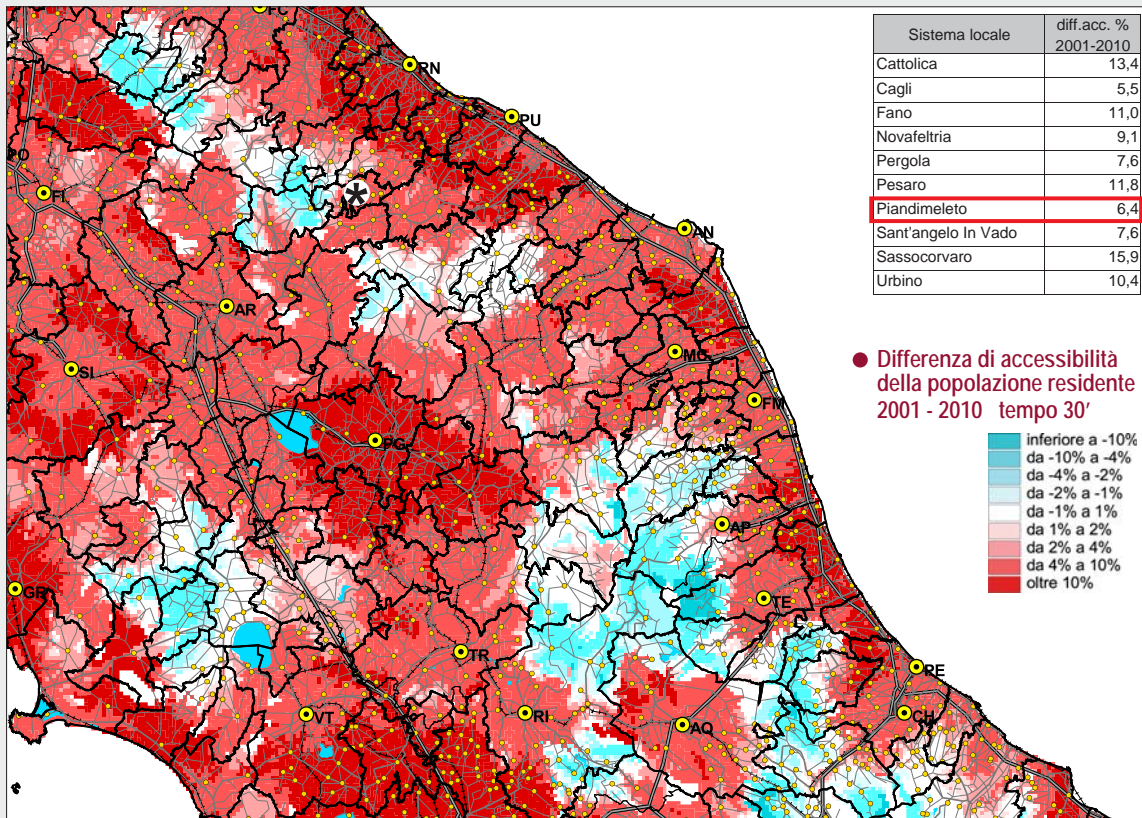 Sistema locale diff.acc. % 2001-2010
Cattolica 13,4
Cagli 5,5
Fano 11,0
Novafeltria 9,1
Pergola 7,6
Pesaro 11,8
Piandimeleto 6,4
Sant'angelo In Vado 7,6
Sassocorvaro 15,9
Urbino 10,4
● Differenza di accessibilità
della popolazione residente
2001 - 2010 tempo 30'
inferiore a -10%
da -10% a -4%
da -4% a -2%
da -2% a -1%
da -1% a 1%
da 1% a 2%
da 2% a 4%
da 4% a 10%
oltre 10%
FC
RN
PU
PO
FI
*
AN
AR
MC
SI
FM
PG
AP
GR
TE
TR
PE
VT
RI
AQ
CH